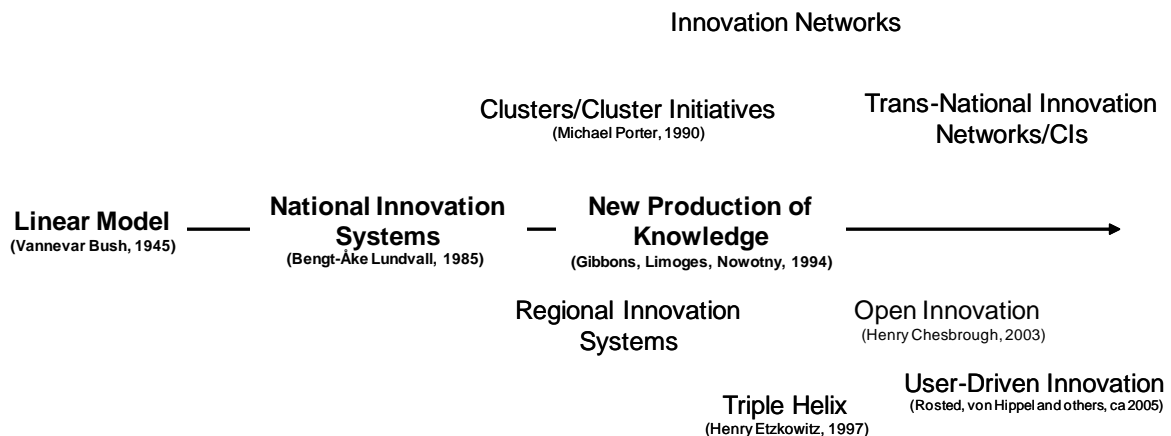 Innovation Networks
Clusters/Cluster Initiatives
(Michael Porter, 1990)
Trans-National Innovation
Networks/CIs
Linear Model
(Vannevar Bush, 1945)
National Innovation
Systems
(Bengt-Åke Lundvall, 1985)
New Production of
Knowledge
(Gibbons, Limoges, Nowotny, 1994)
Regional Innovation
Systems
Open Innovation
(Henry Chesbrough, 2003)
Triple Helix
(Henry Etzkowitz, 1997)
User-Driven Innovation
(Rosted, von Hippel and others, ca 2005)